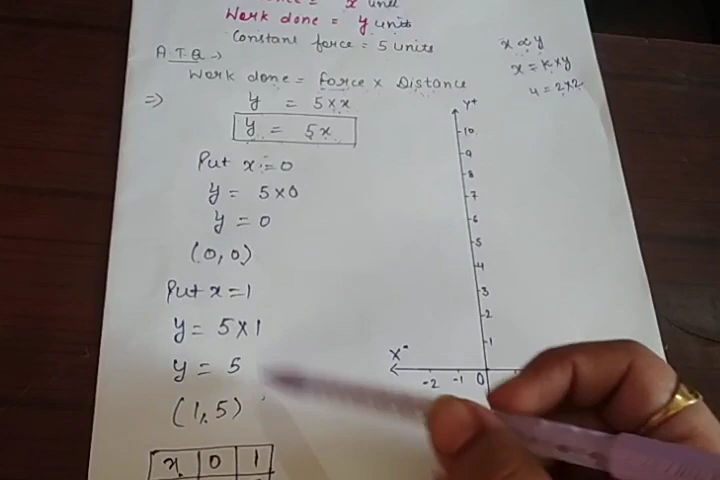 x unit
Work done = y units
Constant force = 5 units
A.T.Q →
Work done = force × Distance
⇒ y = 5 × x
y = 5x
Put x = 0
y = 5×0
y = 0
(0,0)
Put x = 1
y = 5 × 1
y = 5
(1,5)
x 0 1
x ∝ y
x = k × y
4 = 2×2
Y+
10
9
8
7
6
5
4
3
2
1
X-
-2 -1 0